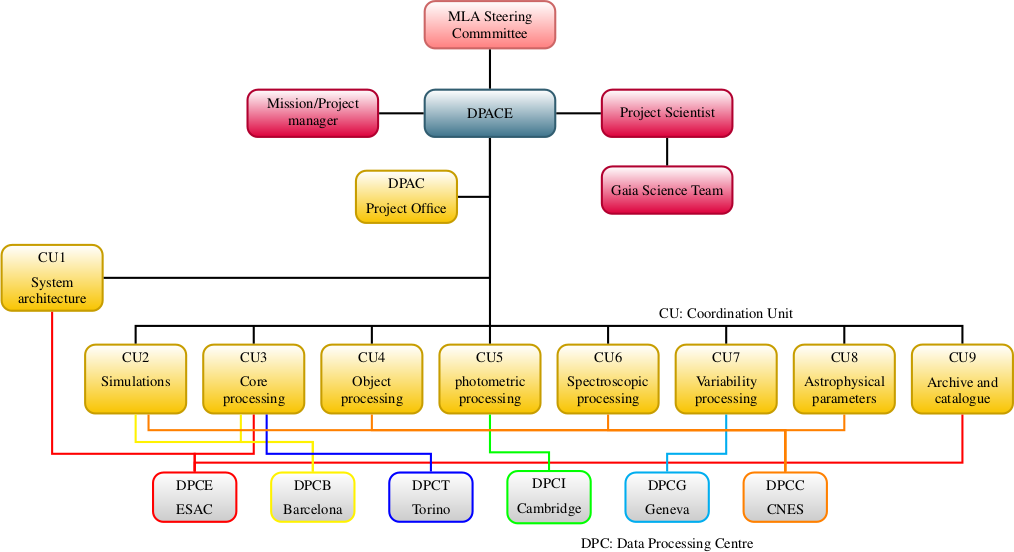 MLA Steering
Commmittee
Mission/Project
manager
DPACE
Project Scientist
DPAC
Project Office
Gaia Science Team
CU1
System
architecture
CU: Coordination Unit
CU2
Simulations
CU3
Core
processing
CU4
Object
processing
CU5
photometric
processing
CU6
Spectroscopic
processing
CU7
Variability
processing
CU8
Astrophysical
parameters
CU9
Archive and
catalogue
DPCE
ESAC
DPCB
Barcelona
DPCT
Torino
DPCI
Cambridge
DPCG
Geneva
DPCC
CNES
DPC: Data Processing Centre